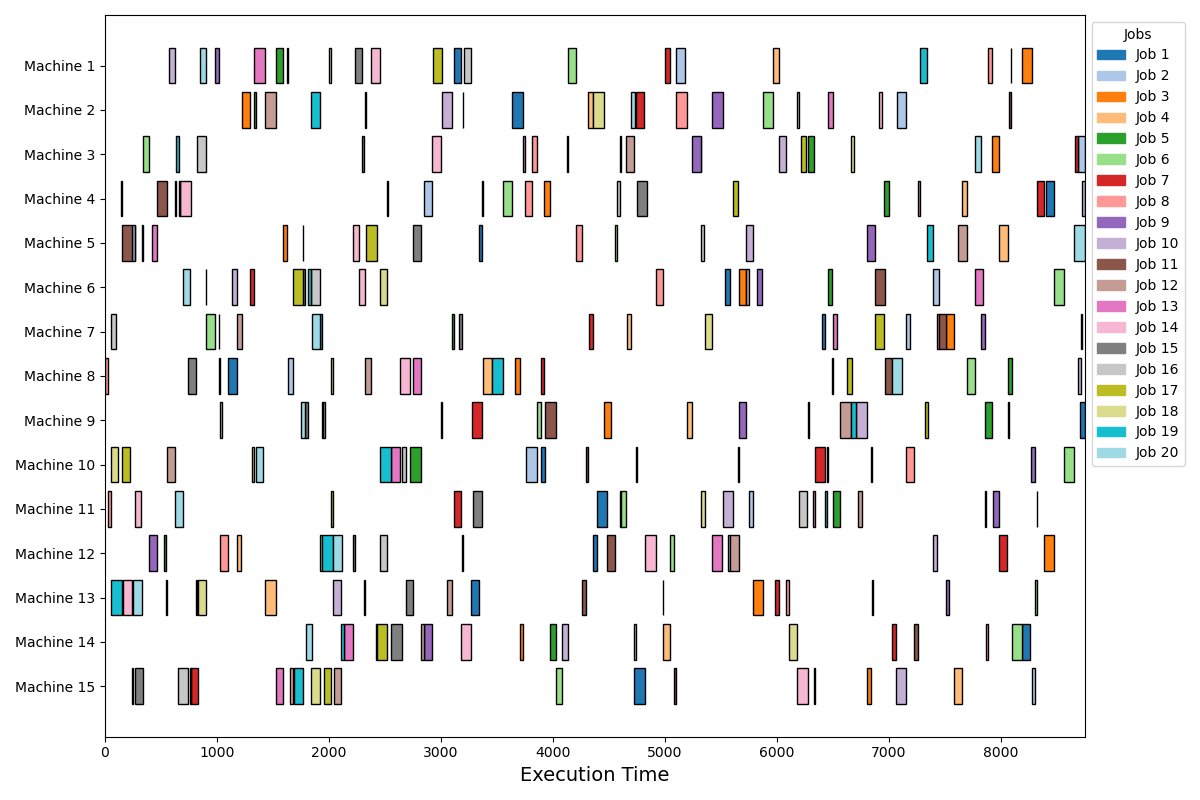 Machine 1
Machine 2
Machine 3
Machine 4
Machine 5
Machine 6
Machine 7
Machine 8
Machine 9
Machine 10
Machine 11
Machine 12
Machine 13
Machine 14
Machine 15
0 1000 2000 3000 4000 5000 6000 7000 8000
Execution Time
Jobs
Job 1
Job 2
Job 3
Job 4
Job 5
Job 6
Job 7
Job 8
Job 9
Job 10
Job 11
Job 12
Job 13
Job 14
Job 15
Job 16
Job 17
Job 18
Job 19
Job 20